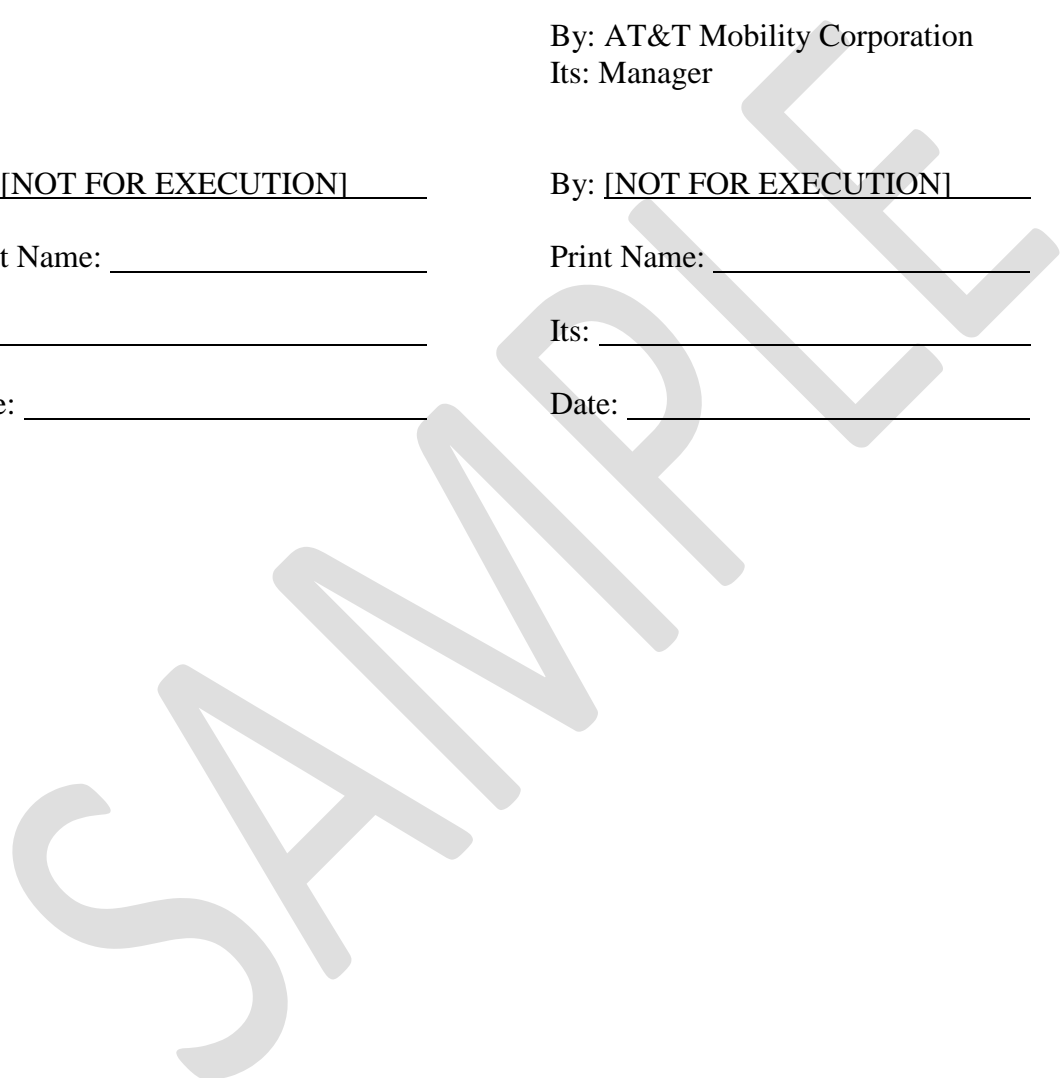 By: AT&T Mobility Corporation
Its: Manager
[NOT FOR EXECUTION] By: [NOT FOR EXECUTION]
t Name: Print Name:
Its:
e: Date:
SAMPLE